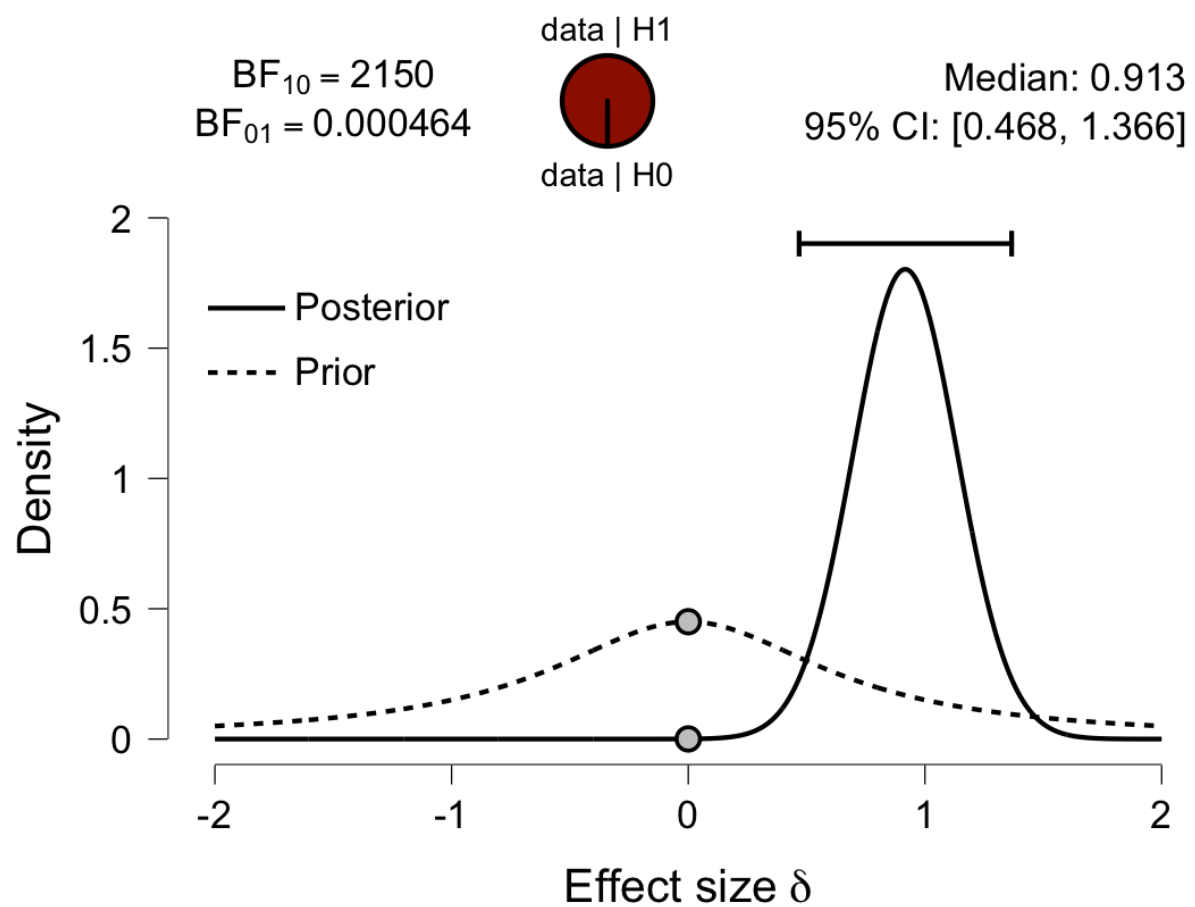 data | H1
BF₁₀ = 2150
BF₀₁ = 0.000464
Median: 0.913
95% CI: [0.468, 1.366]
data | H0
Posterior
Prior
Density
2
1.5
1
0.5
0
-2 -1 0 1 2
Effect size δ